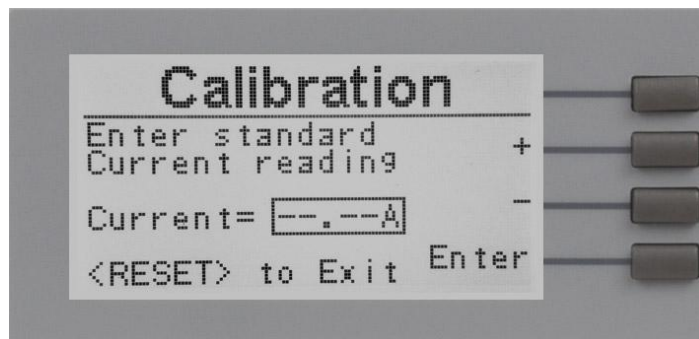 Calibration
Enter standard
Current reading
+
Current= --.--A
-
<RESET> to Exit
Enter